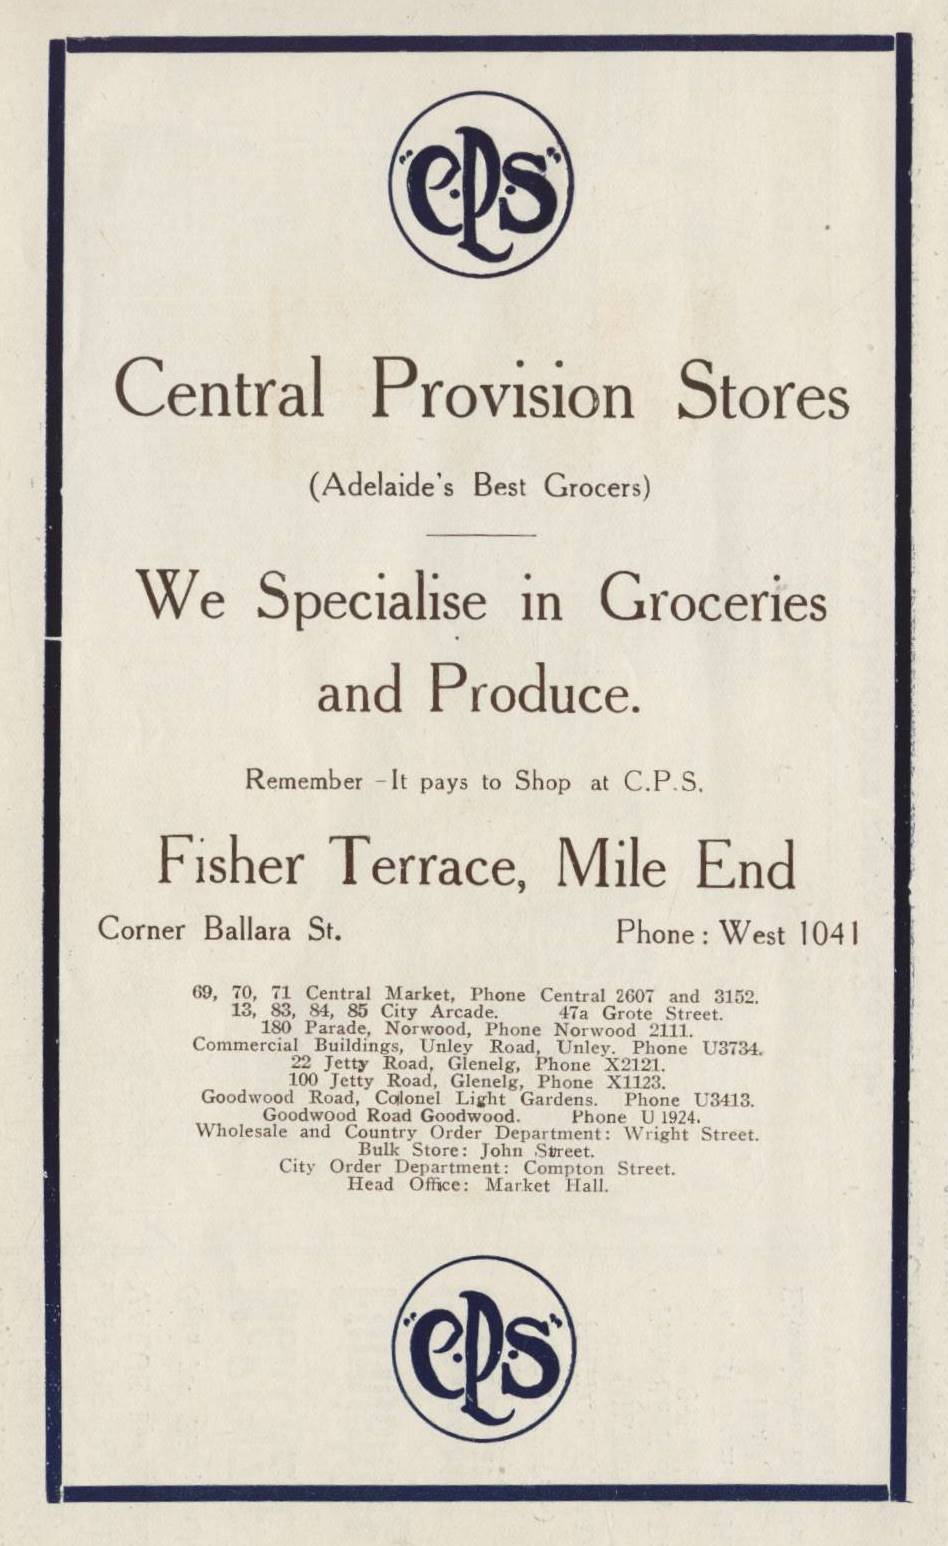 "C.P.S"
Central Provision Stores
(Adelaide's Best Grocers)
We Specialise in Groceries
and Produce.
Remember - It pays to Shop at C.P.S.
Fisher Terrace, Mile End
Corner Ballara St. Phone: West 1041
69, 70, 71 Central Market, Phone Central 2607 and 3152.
13, 83, 84, 85 City Arcade. 47a Grote Street.
180 Parade, Norwood, Phone Norwood 2111.
Commercial Buildings, Unley Road, Unley. Phone U3734.
22 Jetty Road, Glenelg, Phone X2121.
100 Jetty Road, Glenelg, Phone X1123.
Goodwood Road, Colonel Light Gardens. Phone U3413.
Goodwood Road Goodwood. Phone U 1924.
Wholesale and Country Order Department: Wright Street.
Bulk Store: John Street.
City Order Department: Compton Street.
Head Office: Market Hall.
"C.P.S"